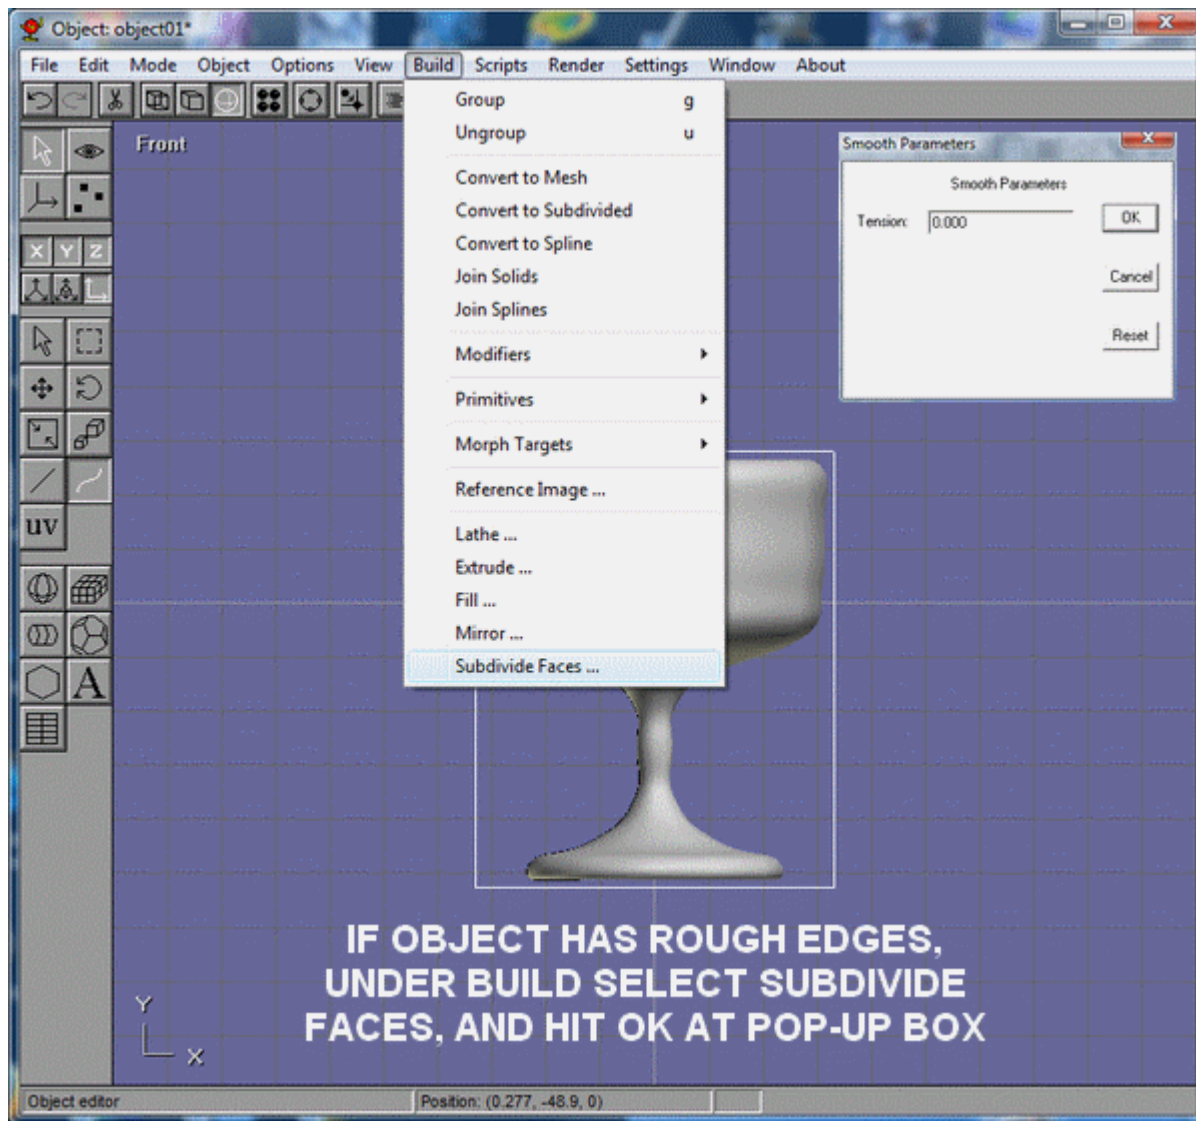 Object: object01*
File Edit Mode Object Options View Build Scripts Render Settings Window About
Group g
Ungroup u
Convert to Mesh
Convert to Subdivided
Convert to Spline
Join Solids
Join Splines
Modifiers
Primitives
Morph Targets
Reference Image ...
Lathe ...
Extrude ...
Fill ...
Mirror ...
Subdivide Faces ...
Front
Smooth Parameters
Smooth Parameters
Tension: 0.000
OK
Cancel
Reset
X Y Z
uv
A
IF OBJECT HAS ROUGH EDGES,
UNDER BUILD SELECT SUBDIVIDE
FACES, AND HIT OK AT POP-UP BOX
Y
X
Object editor
Position: (0.277, -48.9, 0)